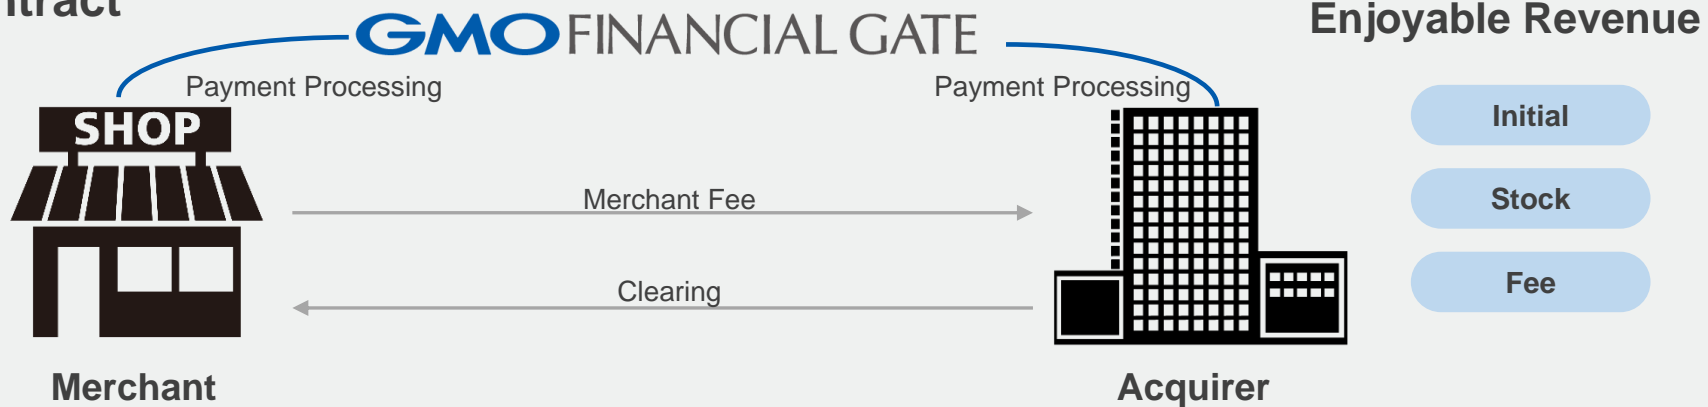 Enjoyable Revenue
GMO FINANCIAL GATE
Payment Processing
Payment Processing
Initial
SHOP
Merchant Fee
Stock
Clearing
Fee
Merchant
Acquirer